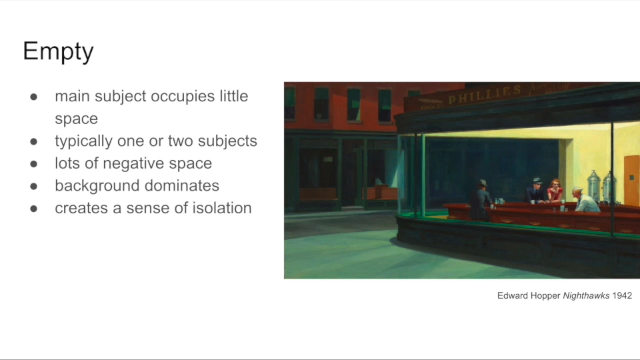 Empty
● main subject occupies little
space
● typically one or two subjects
● lots of negative space
● background dominates
● creates a sense of isolation
PHILLIES
Edward Hopper Nighthawks 1942